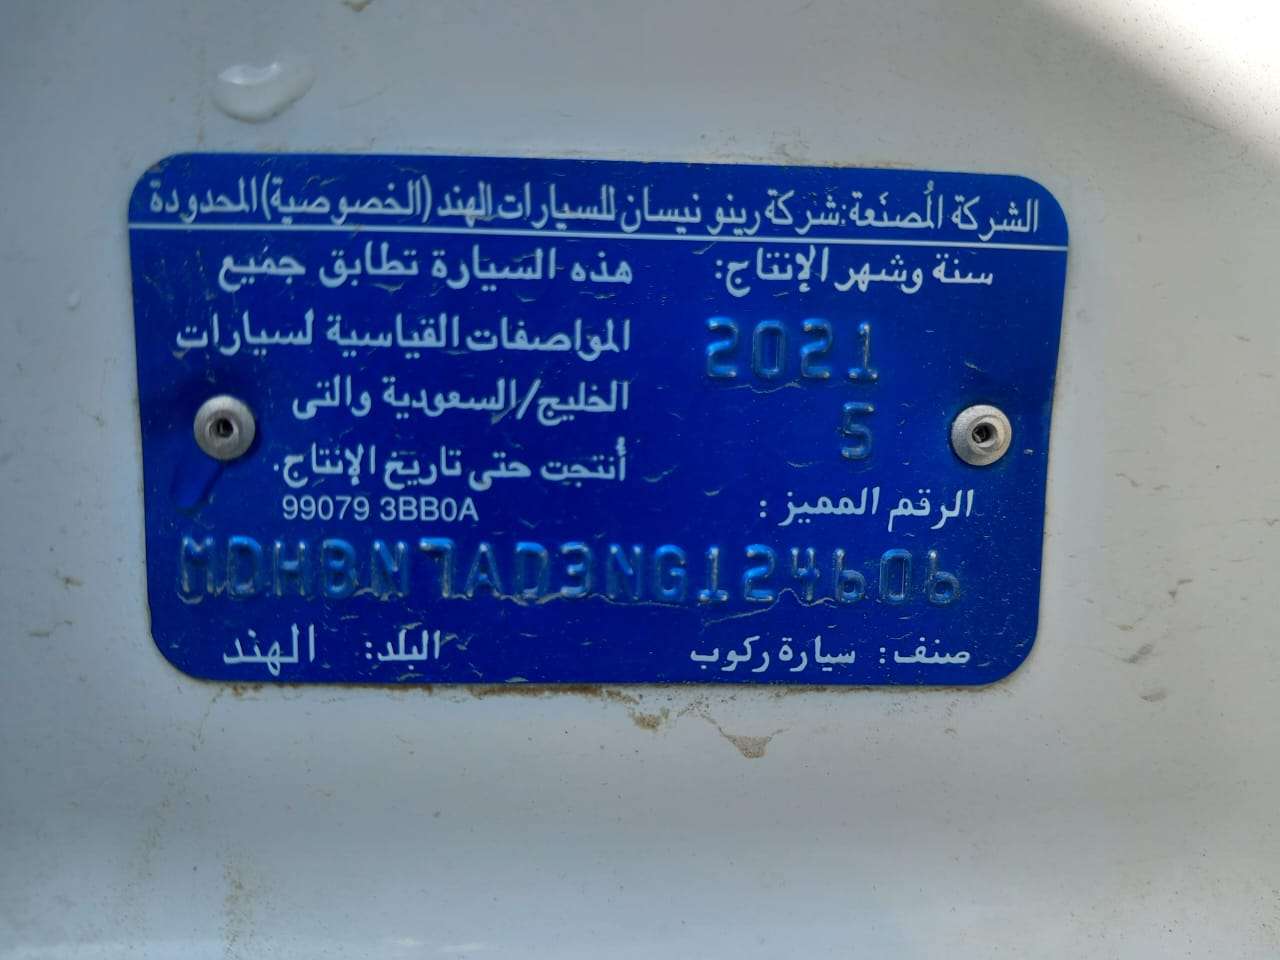 الشركة المُصنَعة: شركة رينو نيسان للسيارات الهند (الخصوصية) المحدودة
سنة وشهر الإنتاج:
2021
5
هذه السيارة تطابق جميع
المواصفات القياسية لسيارات
الخليج/السعودية والتى
أُنتجت حتى تاريخ الإنتاج.
99079 3BB0A
الرقم المميز :
MDHBN7AD3NG124606
صنف: سيارة ركوب
البلد: الهند